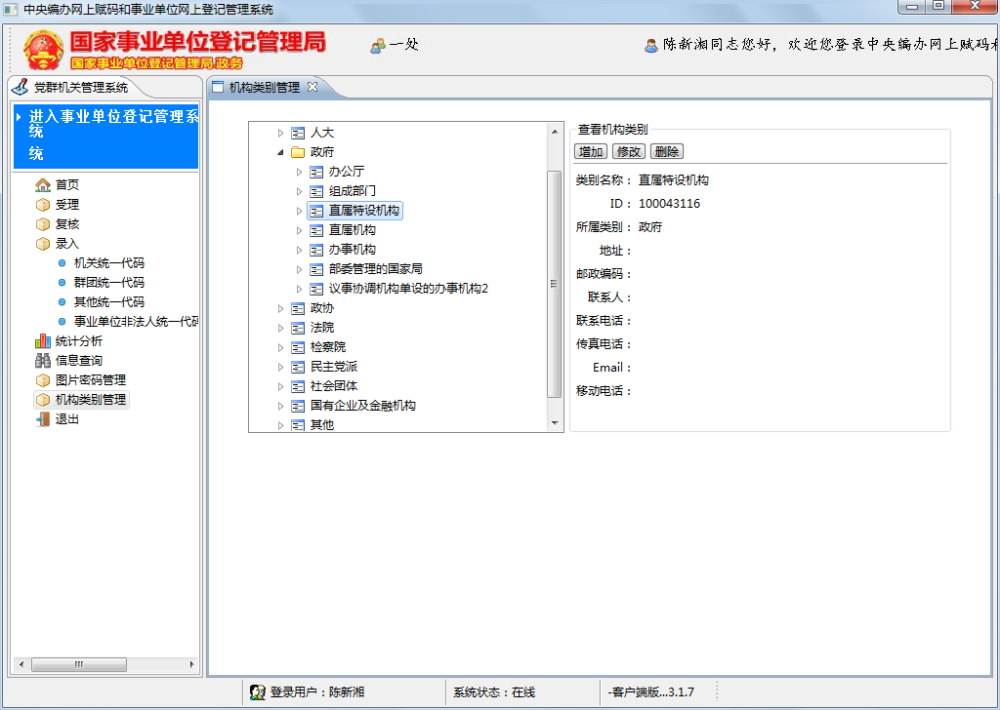 中央编办网上赋码和事业单位网上登记管理系统
国家事业单位登记管理局
国家事业单位登记管理局·政务
一处
陈新湘同志您好，欢迎您登录中央编办网上赋码和
党群机关管理系统
机构类别管理
进入事业单位登记管理系
统
统
首页
受理
复核
录入
机关统一代码
群团统一代码
其他统一代码
事业单位非法人统一代码
统计分析
信息查询
图片密码管理
机构类别管理
退出
人大
政府
办公厅
组成部门
直属特设机构
直属机构
办事机构
部委管理的国家局
议事协调机构单设的办事机构2
政协
法院
检察院
民主党派
社会团体
国有企业及金融机构
其他
查看机构类别
增加 修改 删除
类别名称： 直属特设机构
ID： 100043116
所属类别： 政府
地址：
邮政编码：
联系人：
联系电话：
传真电话：
Email：
移动电话：
登录用户：陈新湘
系统状态：在线
-客户端版...3.1.7